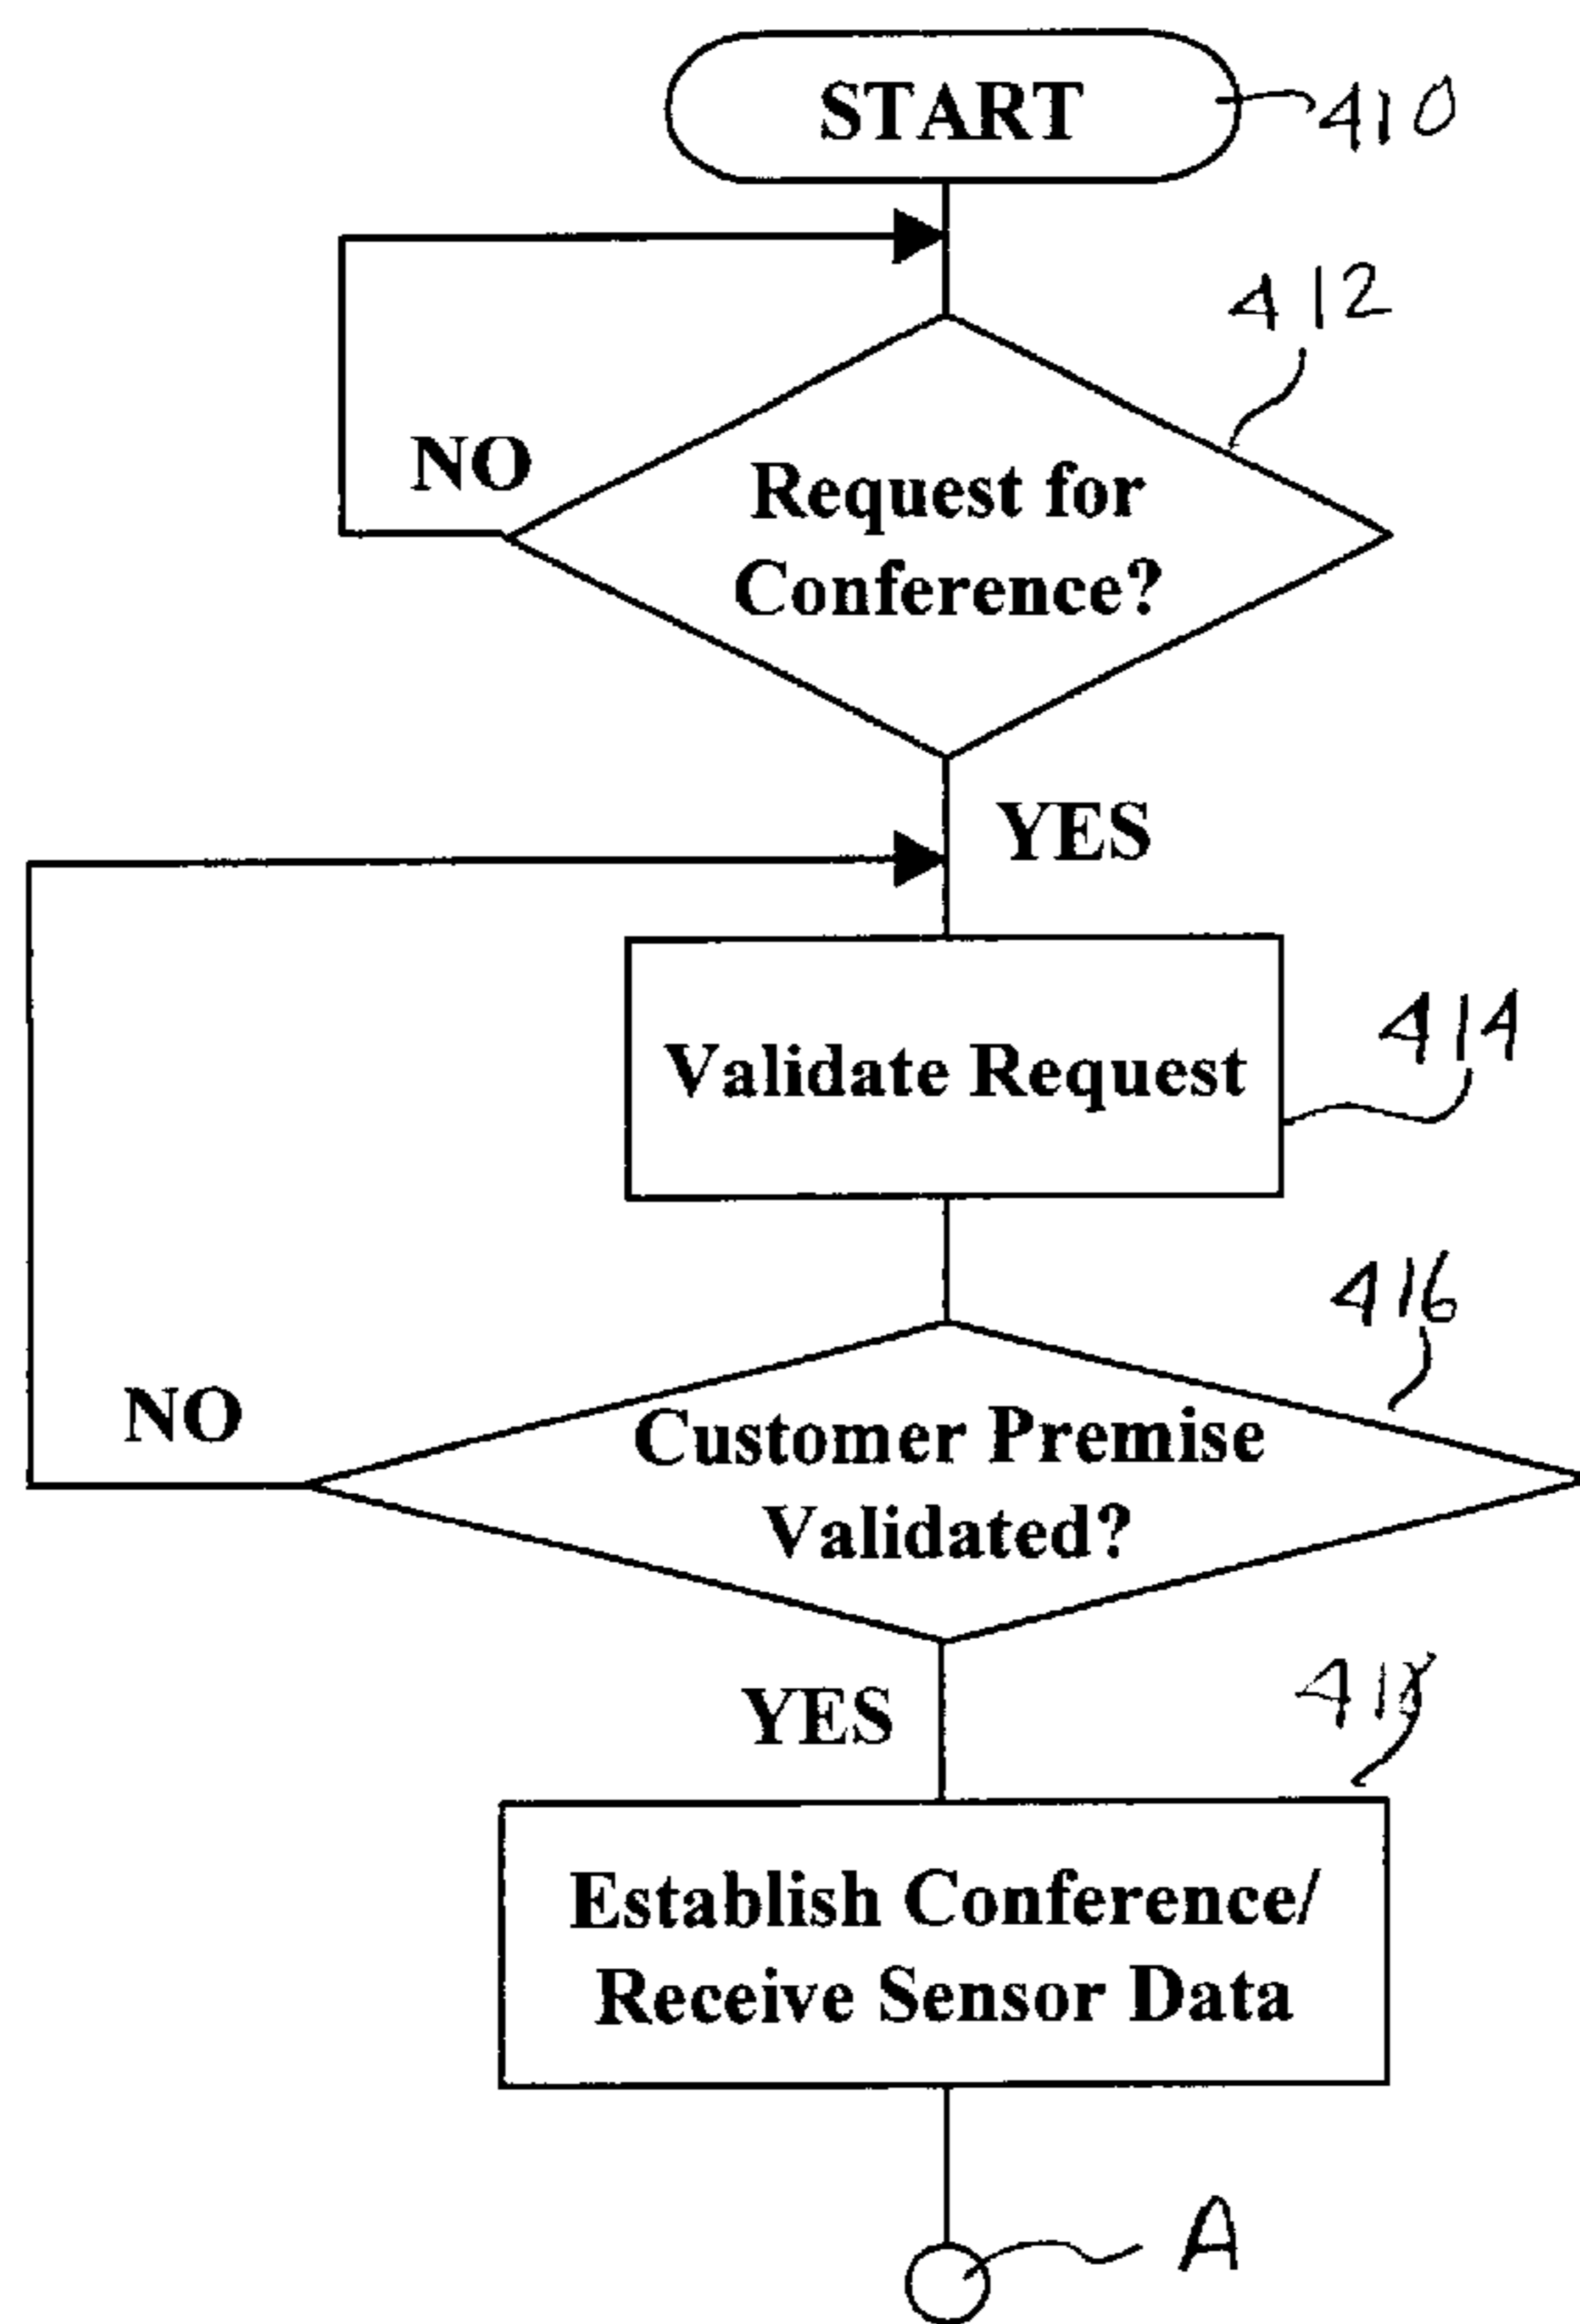 START
410
412
NO
Request for
Conference?
YES
Validate Request
414
416
NO
Customer Premise
Validated?
YES
418
Establish Conference/
Receive Sensor Data
A